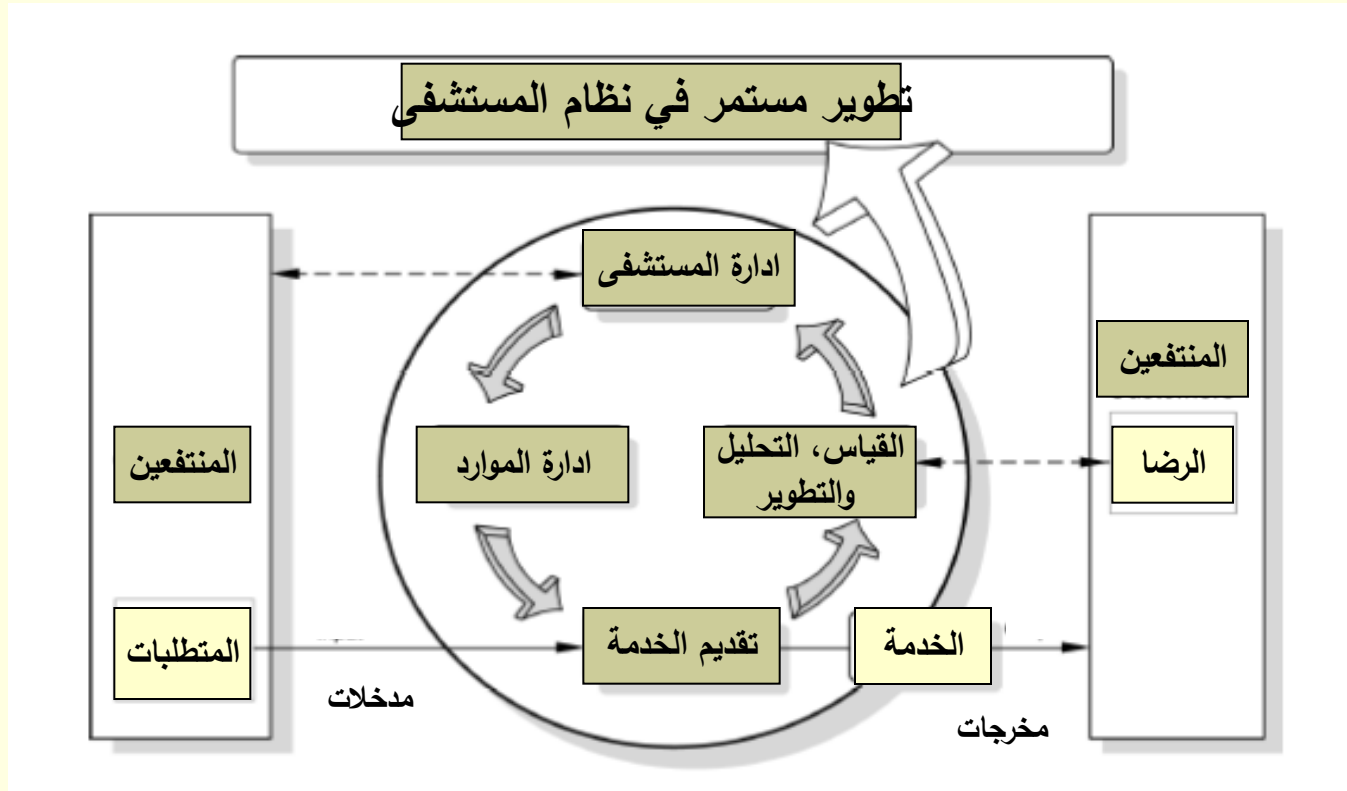 تطوير مستمر في نظام المستشفى
ادارة المستشفى
المنتفعين
الرضا
القياس، التحليل
والتطوير
ادارة الموارد
المنتفعين
المتطلبات
تقديم الخدمة
الخدمة
مدخلات
مخرجات